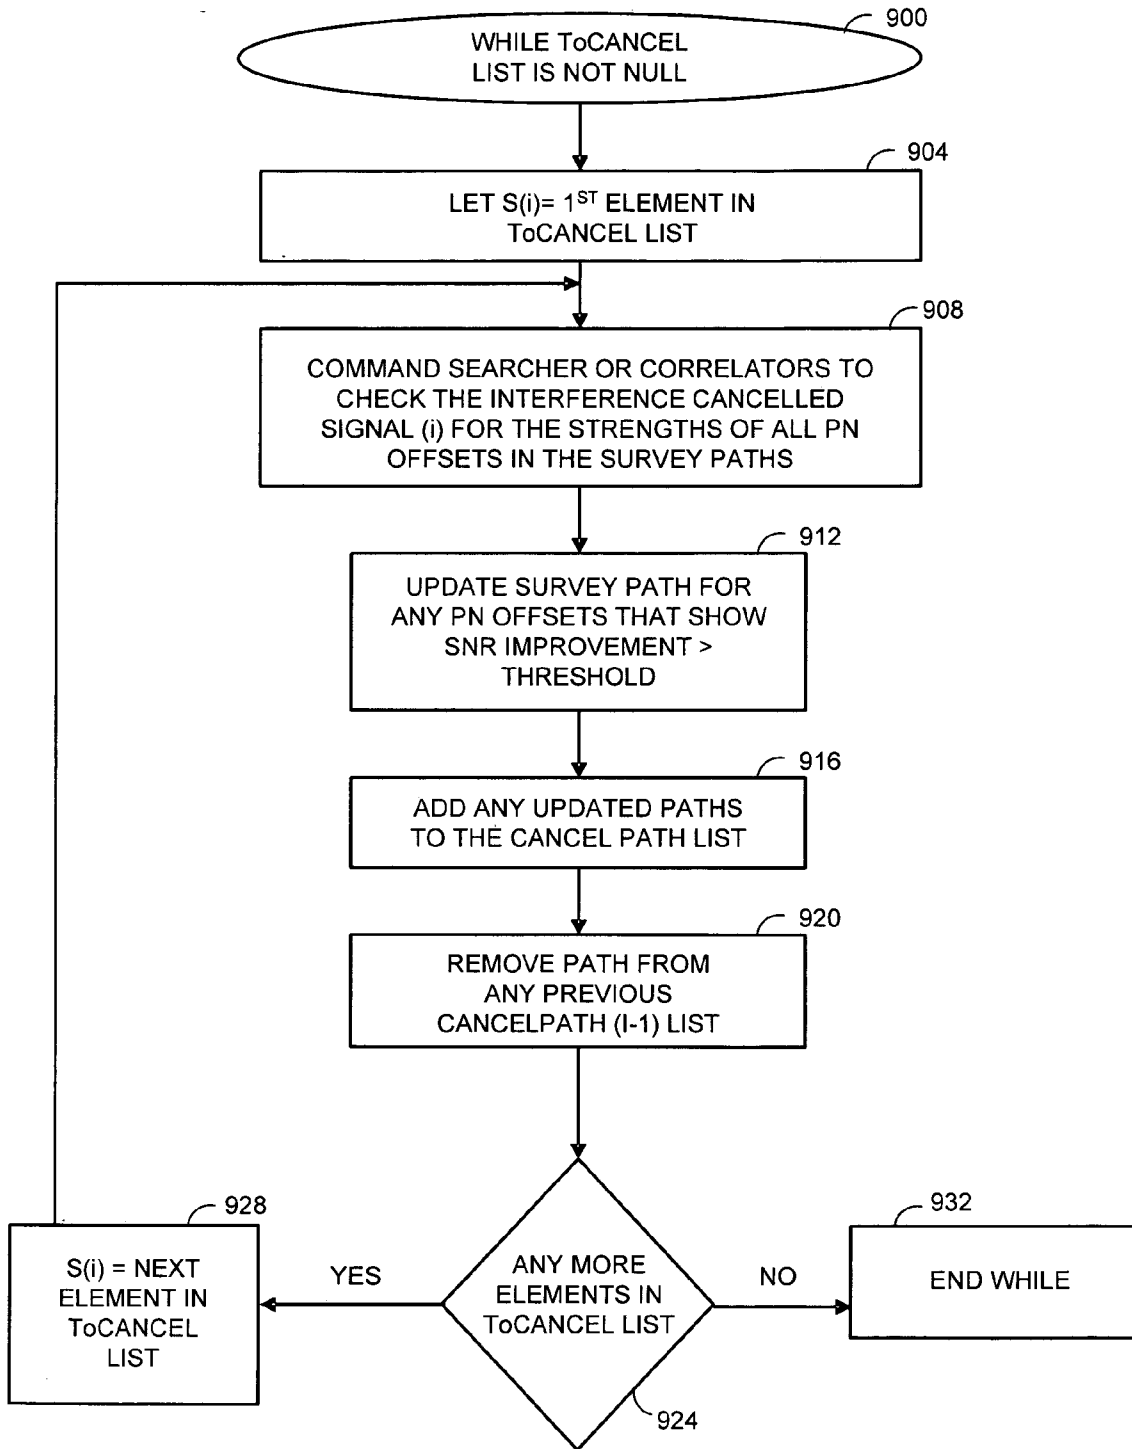 900
WHILE ToCANCEL
LIST IS NOT NULL
904
LET S(i)= 1ST ELEMENT IN
ToCANCEL LIST
908
COMMAND SEARCHER OR CORRELATORS TO
CHECK THE INTERFERENCE CANCELLED
SIGNAL (i) FOR THE STRENGTHS OF ALL PN
OFFSETS IN THE SURVEY PATHS
912
UPDATE SURVEY PATH FOR
ANY PN OFFSETS THAT SHOW
SNR IMPROVEMENT >
THRESHOLD
916
ADD ANY UPDATED PATHS
TO THE CANCEL PATH LIST
920
REMOVE PATH FROM
ANY PREVIOUS
CANCELPATH (I-1) LIST
928
S(i) = NEXT
ELEMENT IN
ToCANCEL
LIST
YES
ANY MORE
ELEMENTS IN
ToCANCEL LIST
924
NO
932
END WHILE